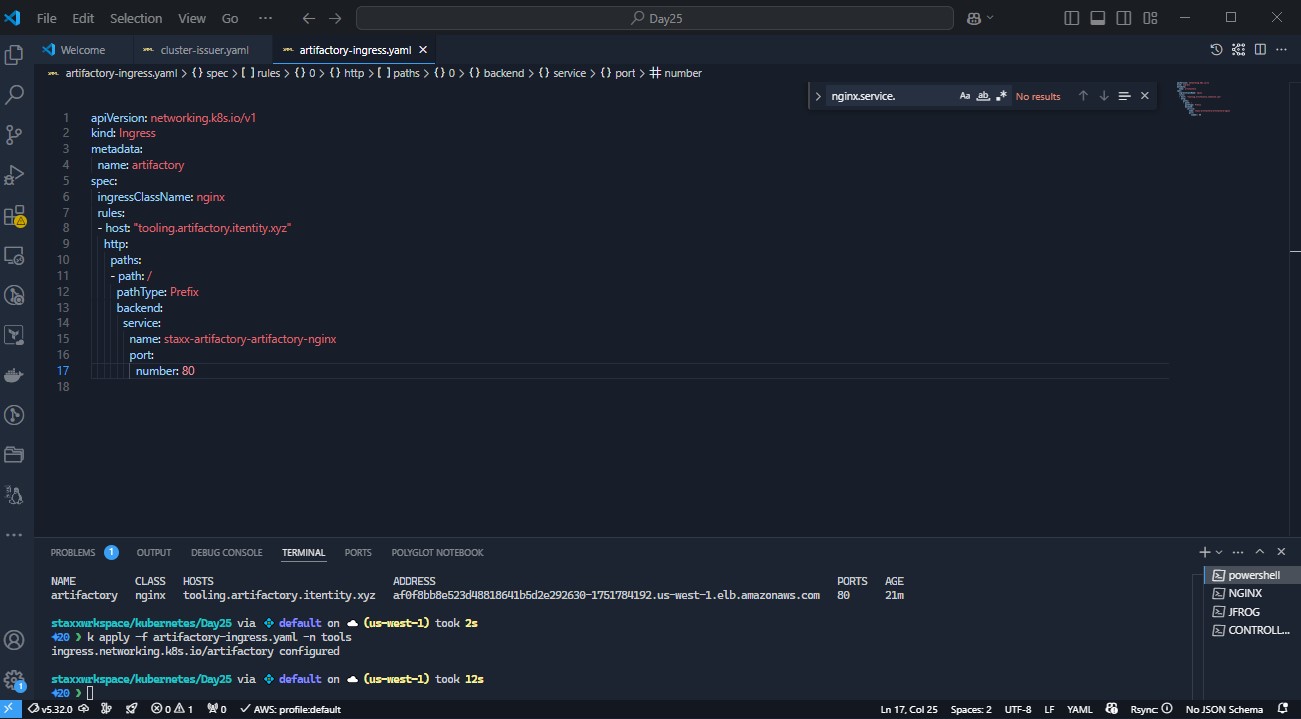 File Edit Selection View Go ··· Day25
Welcome cluster-issuer.yaml artifactory-ingress.yaml
artifactory-ingress.yaml > {} spec > [ ] rules > {} 0 > {} http > [ ] paths > {} 0 > {} backend > {} service > {} port > # number
nginx.service. Aa ab .* No results
1 apiVersion: networking.k8s.io/v1
2 kind: Ingress
3 metadata:
4 name: artifactory
5 spec:
6 ingressClassName: nginx
7 rules:
8 - host: "tooling.artifactory.itentity.xyz"
9 http:
10 paths:
11 - path: /
12 pathType: Prefix
13 backend:
14 service:
15 name: staxx-artifactory-artifactory-nginx
16 port:
17 number: 80
18
PROBLEMS 1 OUTPUT DEBUG CONSOLE TERMINAL PORTS POLYGLOT NOTEBOOK
NAME CLASS HOSTS ADDRESS PORTS AGE
artifactory nginx tooling.artifactory.itentity.xyz af0f8bb8e523d48818641b5d2e292630-1751784192.us-west-1.elb.amazonaws.com 80 21m
staxxwrkspace/kubernetes/Day25 via default on (us-west-1) took 2s
+20 ❯ k apply -f artifactory-ingress.yaml -n tools
ingress.networking.k8s.io/artifactory configured
staxxwrkspace/kubernetes/Day25 via default on (us-west-1) took 12s
+20 ❯
powershell
NGINX
JFROG
CONTROLL...
1
v5.32.0 0 1 0 AWS: profile:default Ln 17, Col 25 Spaces: 2 UTF-8 LF YAML Rsync: No JSON Schema